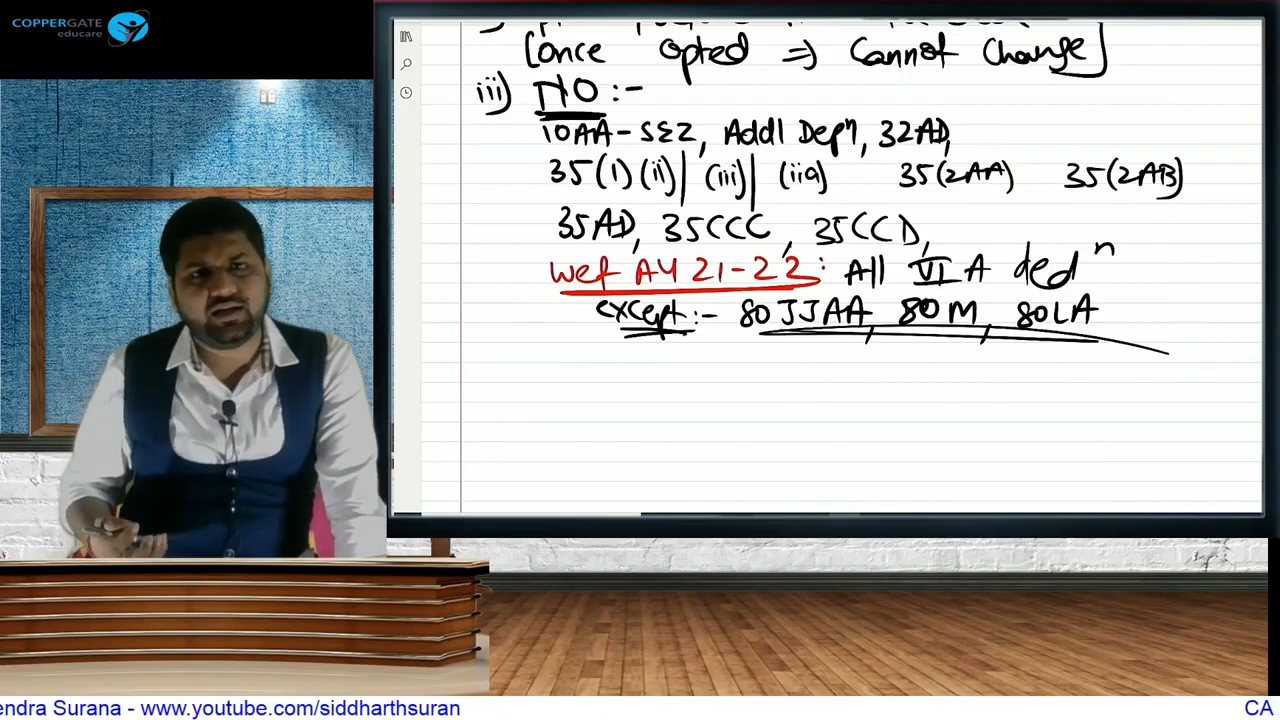 COPPERGATE
educare
[once opted => Cannot Change]
iii) NO :-
10AA - SEZ, Addl Depⁿ, 32AD,
35(1)(ii) | (iii) | (iia) 35(2AA) 35(2AB)
35AD, 35CCC, 35CCD,
wef AY 21-22: All VI A dedⁿ
except :- 80JJAA, 80M, 80LA
endra Surana - www.youtube.com/siddharthsuran
CA